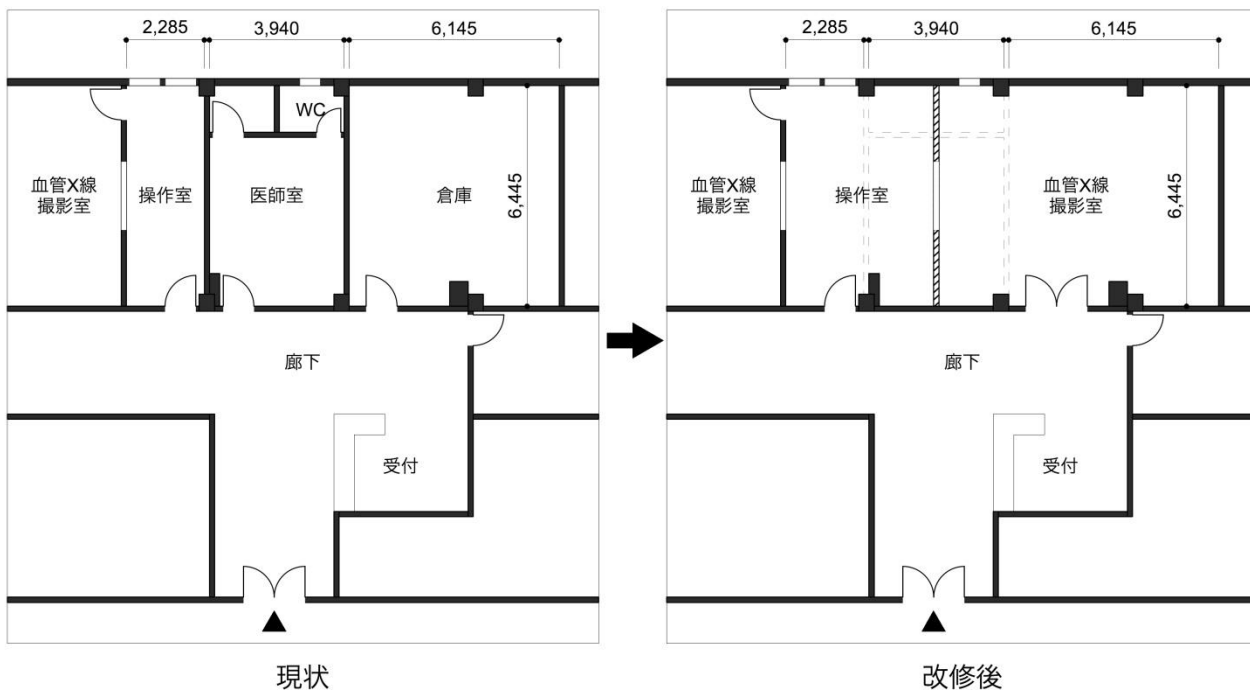 2,285
3,940
6,145
血管X線
撮影室
操作室
WC
医師室
倉庫
6,445
廊下
受付
現状
2,285
3,940
6,145
血管X線
撮影室
操作室
血管X線
撮影室
6,445
廊下
受付
改修後